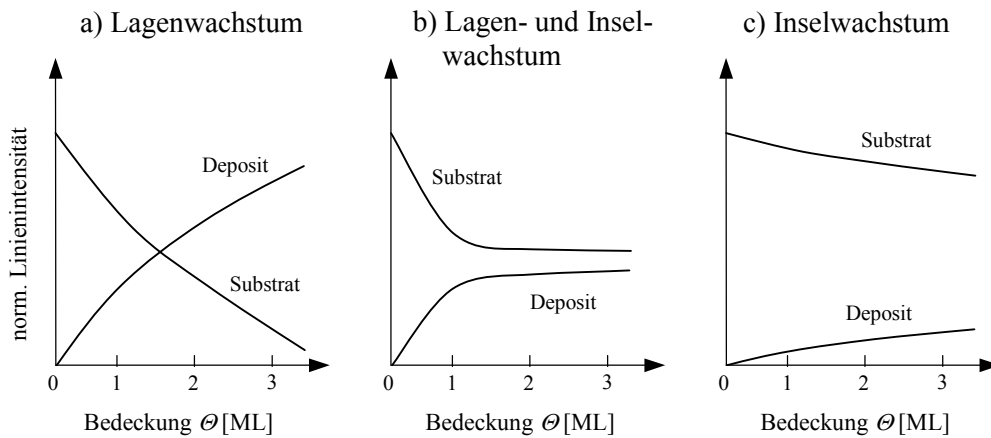 a) Lagenwachstum
b) Lagen- und Insel-
wachstum
c) Inselwachstum
norm. Linienintensität
Deposit
Substrat
0 1 2 3
Bedeckung Θ [ML]
Substrat
Deposit
0 1 2 3
Bedeckung Θ [ML]
Substrat
Deposit
0 1 2 3
Bedeckung Θ [ML]